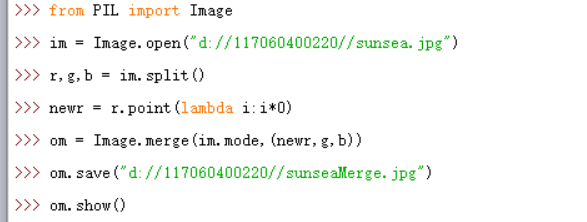 >>> from PIL import Image
>>> im = Image.open("d://117060400220//sunsea.jpg")
>>> r,g,b = im.split()
>>> newr = r.point(lambda i:i*0)
>>> om = Image.merge(im.mode,(newr,g,b))
>>> om.save("d://117060400220//sunseaMerge.jpg")
>>> om.show()